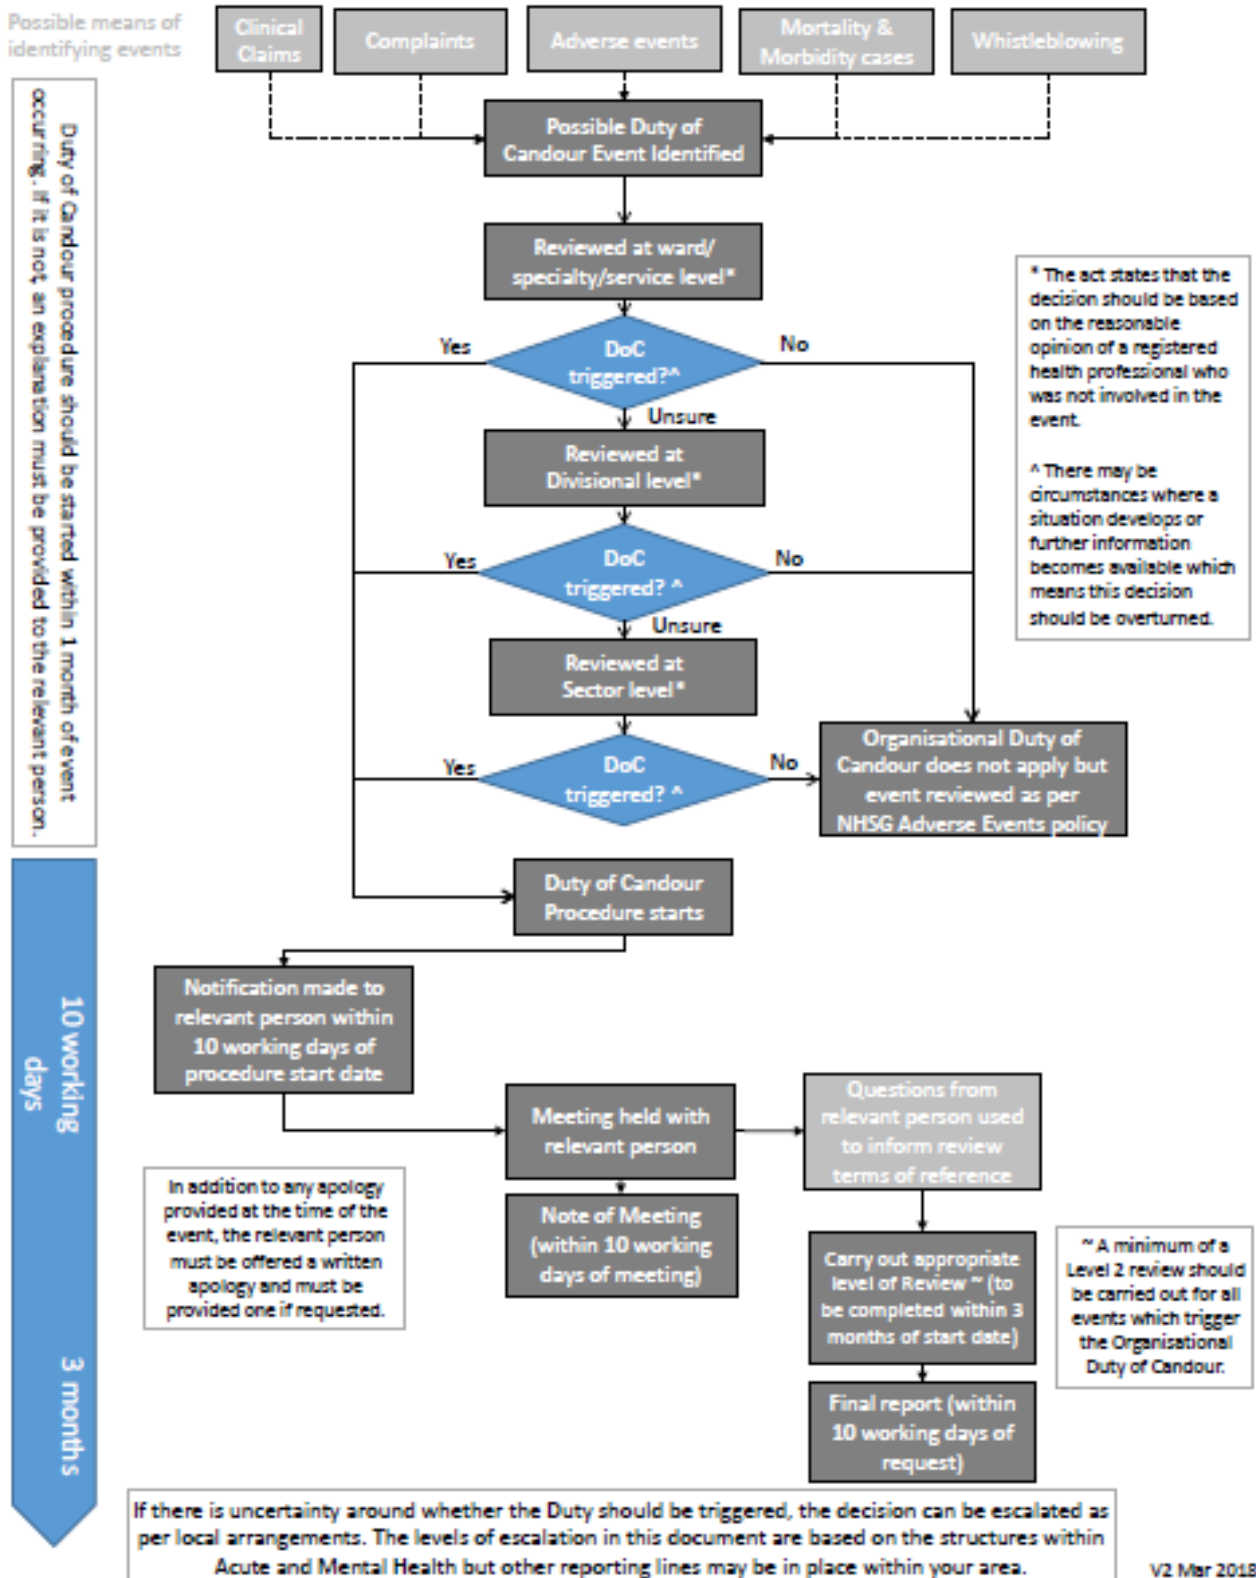 Possible means of
identifying events
Clinical
Claims
Complaints
Adverse events
Mortality &
Morbidity cases
Whistleblowing
Duty of Candour procedure should be started within 1 month of event
occurring. If it is not, an explanation must be provided to the relevant person.
Possible Duty of
Candour Event Identified
Reviewed at ward/
specialty/service level*
* The act states that the
decision should be based
on the reasonable
opinion of a registered
health professional who
was not involved in the
event.
^ There may be
circumstances where a
situation develops or
further information
becomes available which
means this decision
should be overturned.
Yes
DoC
triggered?^
No
Unsure
Reviewed at
Divisional level*
Yes
DoC
triggered? ^
No
Unsure
Reviewed at
Sector level*
Yes
DoC
triggered? ^
No
Organisational Duty of
Candour does not apply but
event reviewed as per
NHSG Adverse Events policy
Duty of Candour
Procedure starts
10 working
days
Notification made to
relevant person within
10 working days of
procedure start date
Meeting held with
relevant person
Questions from
relevant person used
to inform review
terms of reference
In addition to any apology
provided at the time of the
event, the relevant person
must be offered a written
apology and must be
provided one if requested.
Note of Meeting
(within 10 working
days of meeting)
Carry out appropriate
level of Review ~ (to
be completed within 3
months of start date)
~ A minimum of a
Level 2 review should
be carried out for all
events which trigger
the Organisational
Duty of Candour.
3 months
Final report (within
10 working days of
request)
If there is uncertainty around whether the Duty should be triggered, the decision can be escalated as
per local arrangements. The levels of escalation in this document are based on the structures within
Acute and Mental Health but other reporting lines may be in place within your area.
V2 Mar 2018